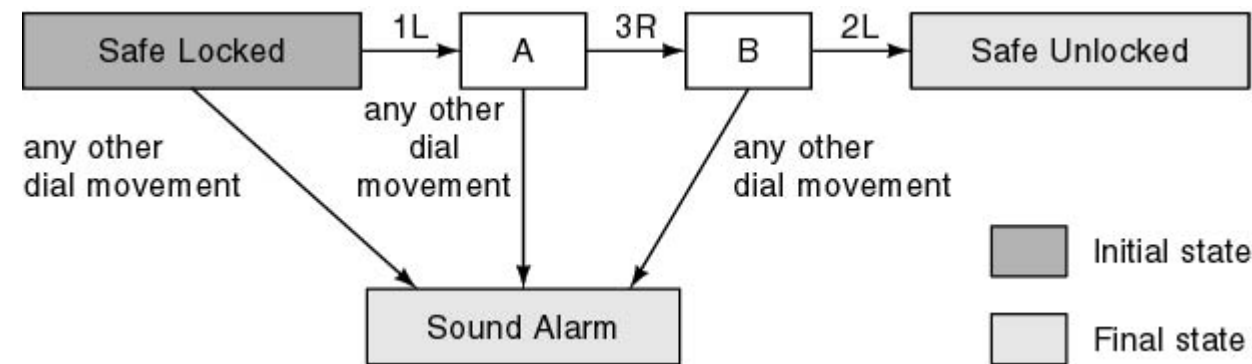 1L
3R
2L
Safe Locked
A
B
Safe Unlocked
any other
dial movement
any other
dial
movement
any other
dial movement
Initial state
Sound Alarm
Final state